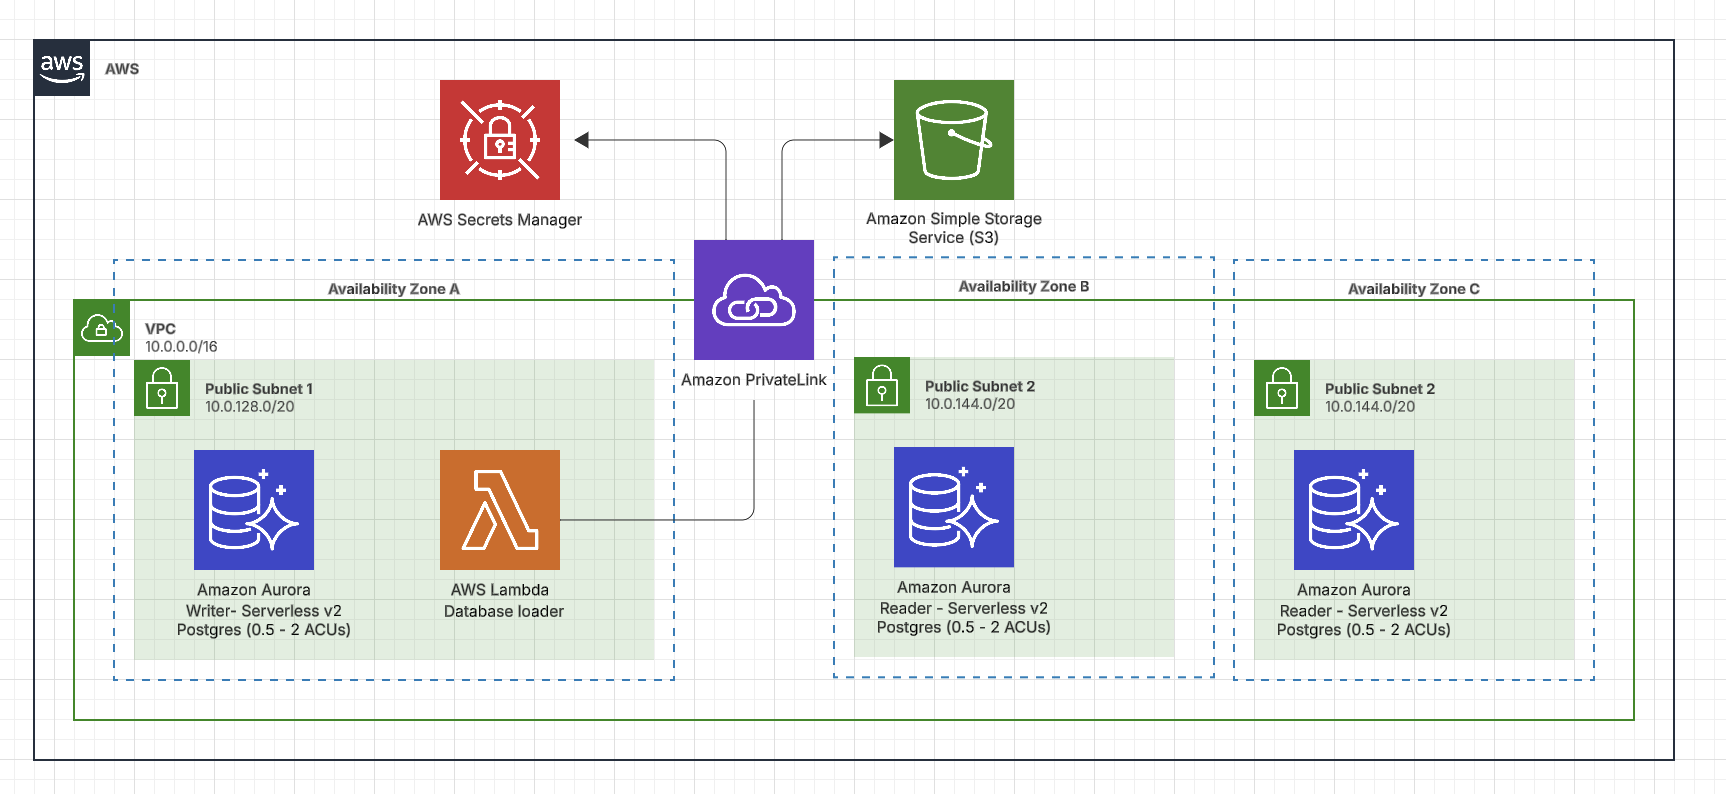 aws
AWS
AWS Secrets Manager
Amazon Simple Storage
Service (S3)
Availability Zone A
Availability Zone B
Availability Zone C
VPC
10.0.0.0/16
Amazon PrivateLink
Public Subnet 1
10.0.128.0/20
Public Subnet 2
10.0.144.0/20
Public Subnet 2
10.0.144.0/20
Amazon Aurora
Writer- Serverless v2
Postgres (0.5 - 2 ACUs)
AWS Lambda
Database loader
Amazon Aurora
Reader - Serverless v2
Postgres (0.5 - 2 ACUs)
Amazon Aurora
Reader - Serverless v2
Postgres (0.5 - 2 ACUs)